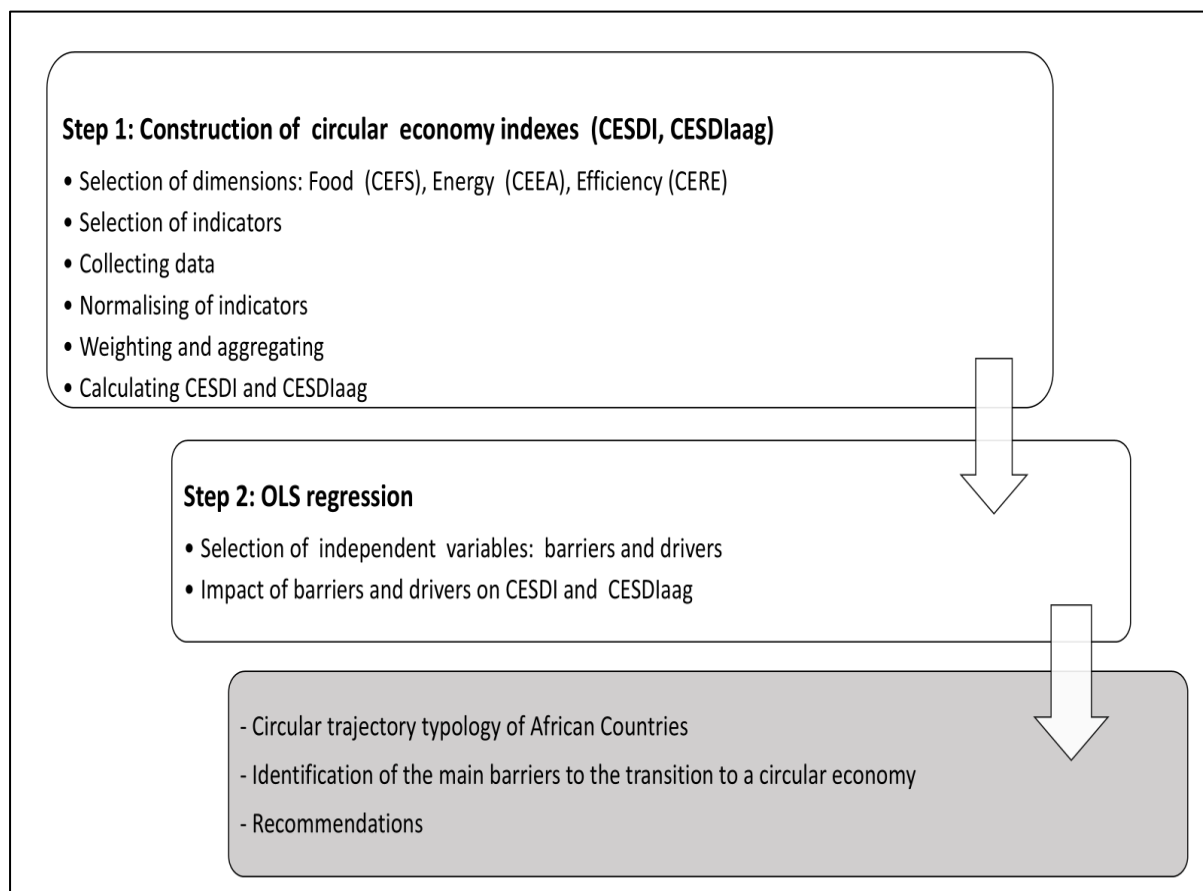 Step 1: Construction of circular economy indexes (CESDI, CESDIaag)
• Selection of dimensions: Food (CEFS), Energy (CEEA), Efficiency (CERE)
• Selection of indicators
• Collecting data
• Normalising of indicators
• Weighting and aggregating
• Calculating CESDI and CESDIaag
Step 2: OLS regression
• Selection of independent variables: barriers and drivers
• Impact of barriers and drivers on CESDI and CESDIaag
- Circular trajectory typology of African Countries
- Identification of the main barriers to the transition to a circular economy
- Recommendations